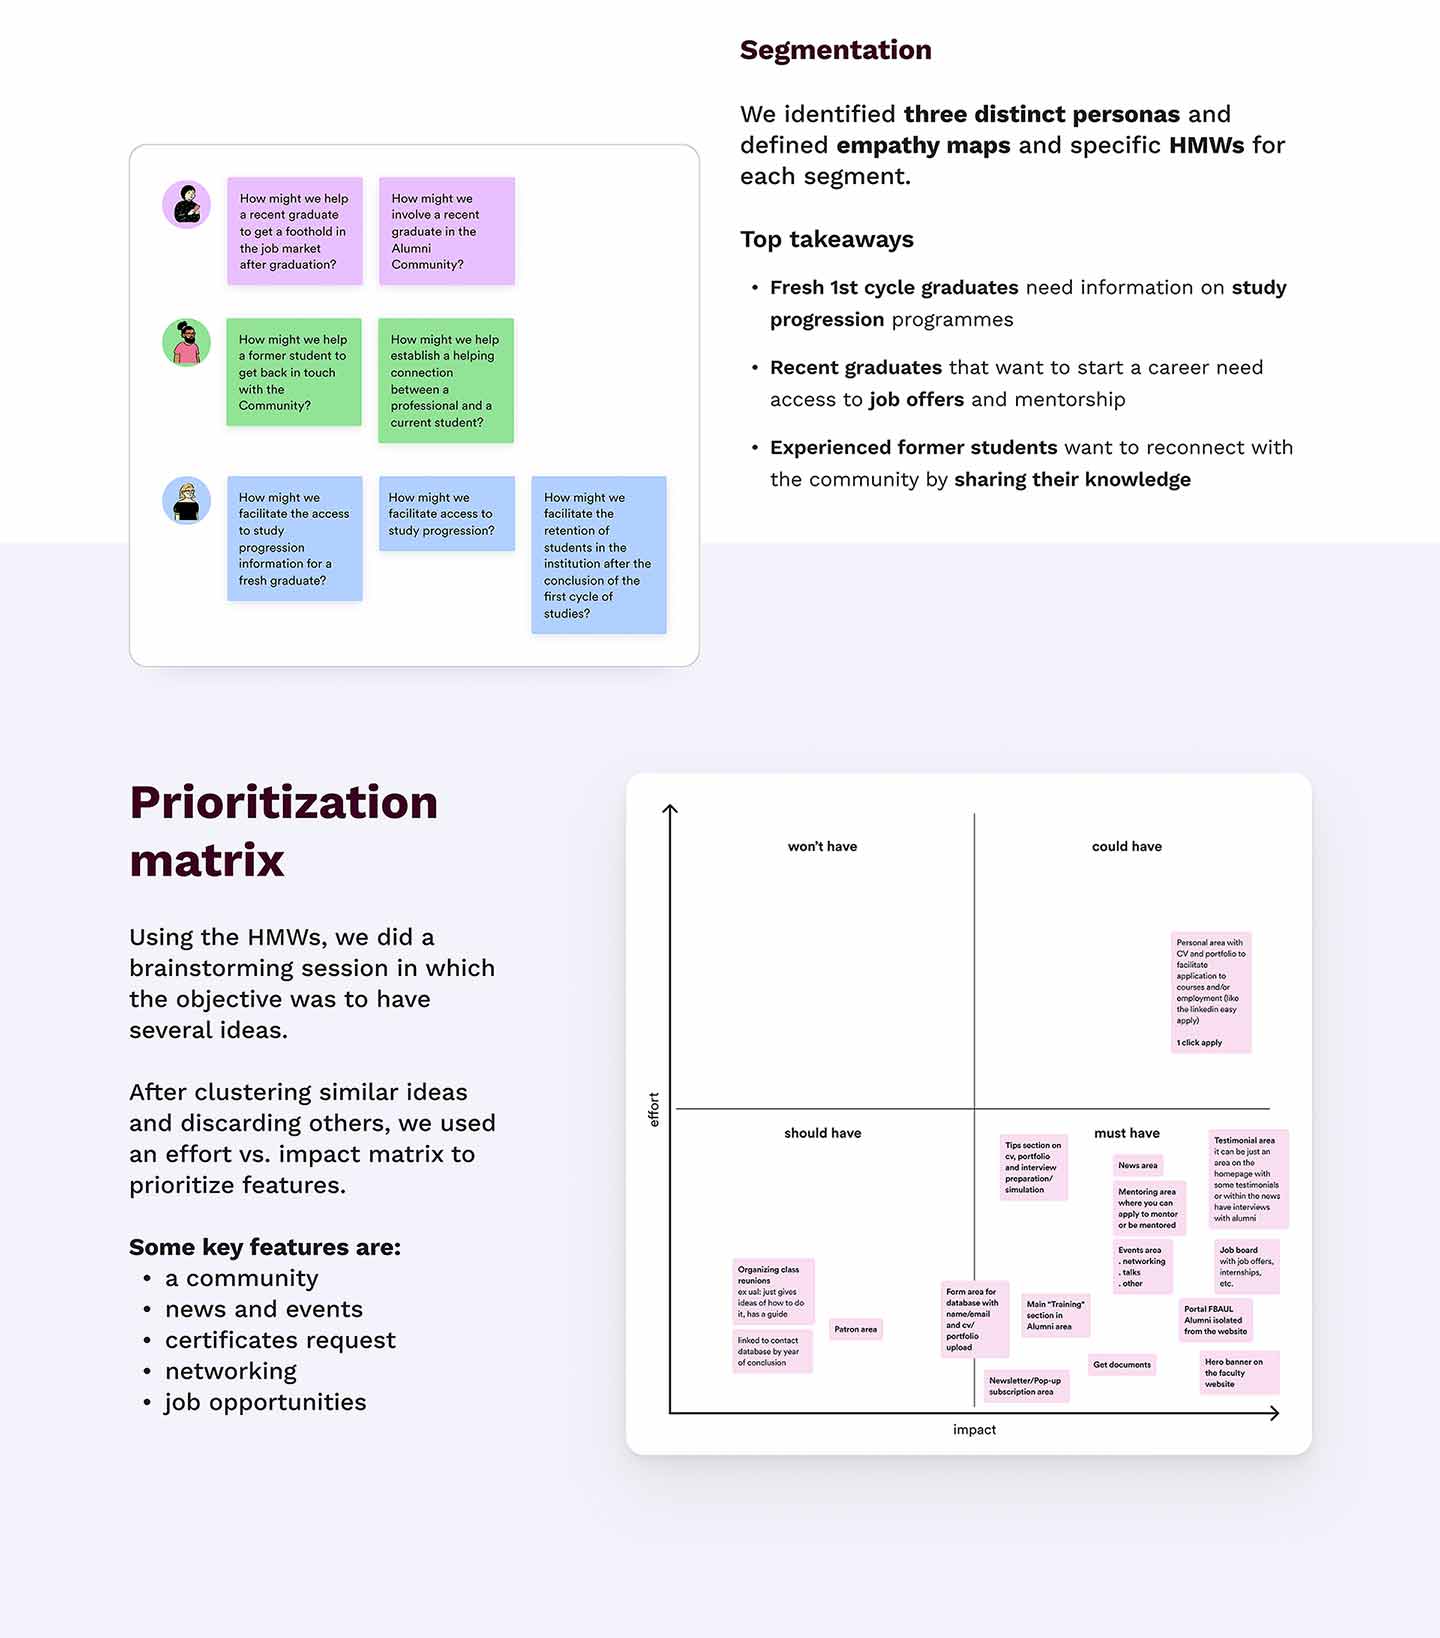 Segmentation
We identified three distinct personas and
defined empathy maps and specific HMWs for
each segment.
Top takeaways
• Fresh 1st cycle graduates need information on study
progression programmes
• Recent graduates that want to start a career need
access to job offers and mentorship
• Experienced former students want to reconnect with
the community by sharing their knowledge
How might we help
a recent graduate
to get a foothold in
the job market
after graduation?
How might we
involve a recent
graduate in the
Alumni
Community?
How might we help
a former student to
get back in touch
with the
Community?
How might we help
establish a helping
connection
between a
professional and a
current student?
How might we
facilitate the access
to study
progression
information for a
fresh graduate?
How might we
facilitate access to
study progression?
How might we
facilitate the
retention of
students in the
institution after the
conclusion of the
first cycle of
studies?
Prioritization
matrix
Using the HMWs, we did a
brainstorming session in which
the objective was to have
several ideas.
After clustering similar ideas
and discarding others, we used
an effort vs. impact matrix to
prioritize features.
Some key features are:
• a community
• news and events
• certificates request
• networking
• job opportunities
won't have
could have
Personal area with
CV and portfolio to
facilitate
application to
courses and/or
employment (like
the linkedin easy
apply)
1 click apply
effort
should have
must have
Tips section on
cv, portfolio
and interview
preparation/
simulation
News area
Mentoring area
where you can
apply to mentor
or be mentored
Events area
. networking
. talks
. other
Testimonial area
it can be just an
area on the
homepage with
some testimonials
or within the news
have interviews
with alumni
Job board
with job offers,
internships,
etc.
Organizing class
reunions
ex ual: just gives
ideas of how to do
it, has a guide
linked to contact
database by year
of conclusion
Patron area
Form area for
database with
name/email
and cv/
portfolio
upload
Main "Training"
section in
Alumni area
Portal FBAUL
Alumni isolated
from the website
Get documents
Hero banner on
the faculty
website
Newsletter/Pop-up
subscription area
impact